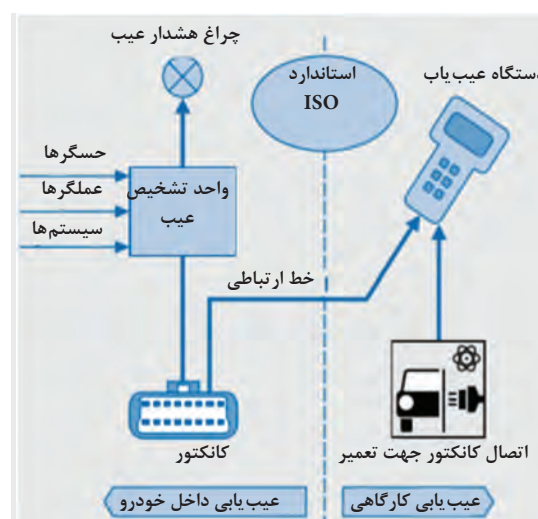 چراغ هشدار عیب
استاندارد
ISO
دستگاه عیب‌یاب
حسگرها
عملگرها
سیستم‌ها
واحد تشخیص
عیب
خط ارتباطی
کانکتور
اتصال کانکتور جهت تعمیر
عیب‌یابی داخل خودرو
عیب‌یابی کارگاهی